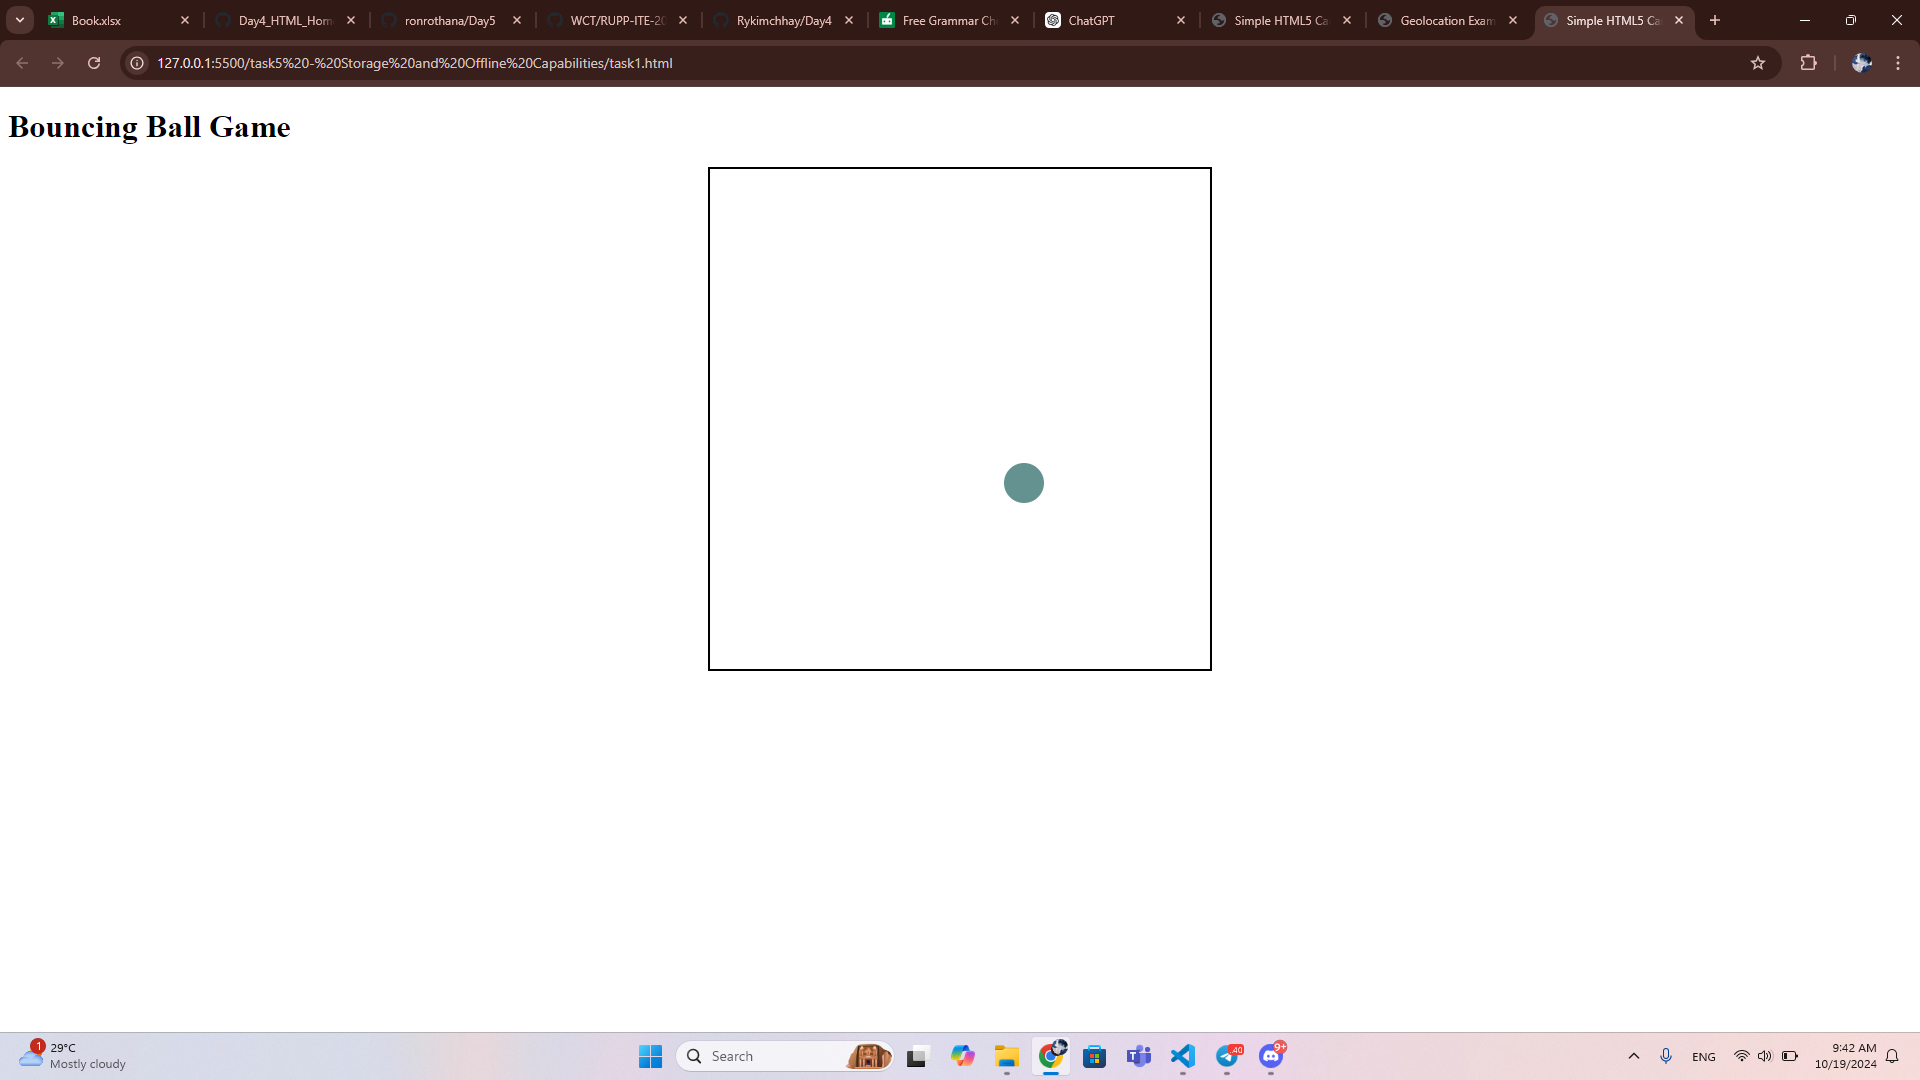 Book.xlsx
Day4_HTML_Hom
ronrothana/Day5
WCT/RUPP-ITE-20
Rykimchhay/Day4
Free Grammar Ch
ChatGPT
Simple HTML5 Ca
Geolocation Exam
Simple HTML5 Ca
127.0.0.1:5500/task5%20-%20Storage%20and%20Offline%20Capabilities/task1.html
Bouncing Ball Game
1
29°C
Mostly cloudy
Search
40
9+
ENG
9:42 AM
10/19/2024